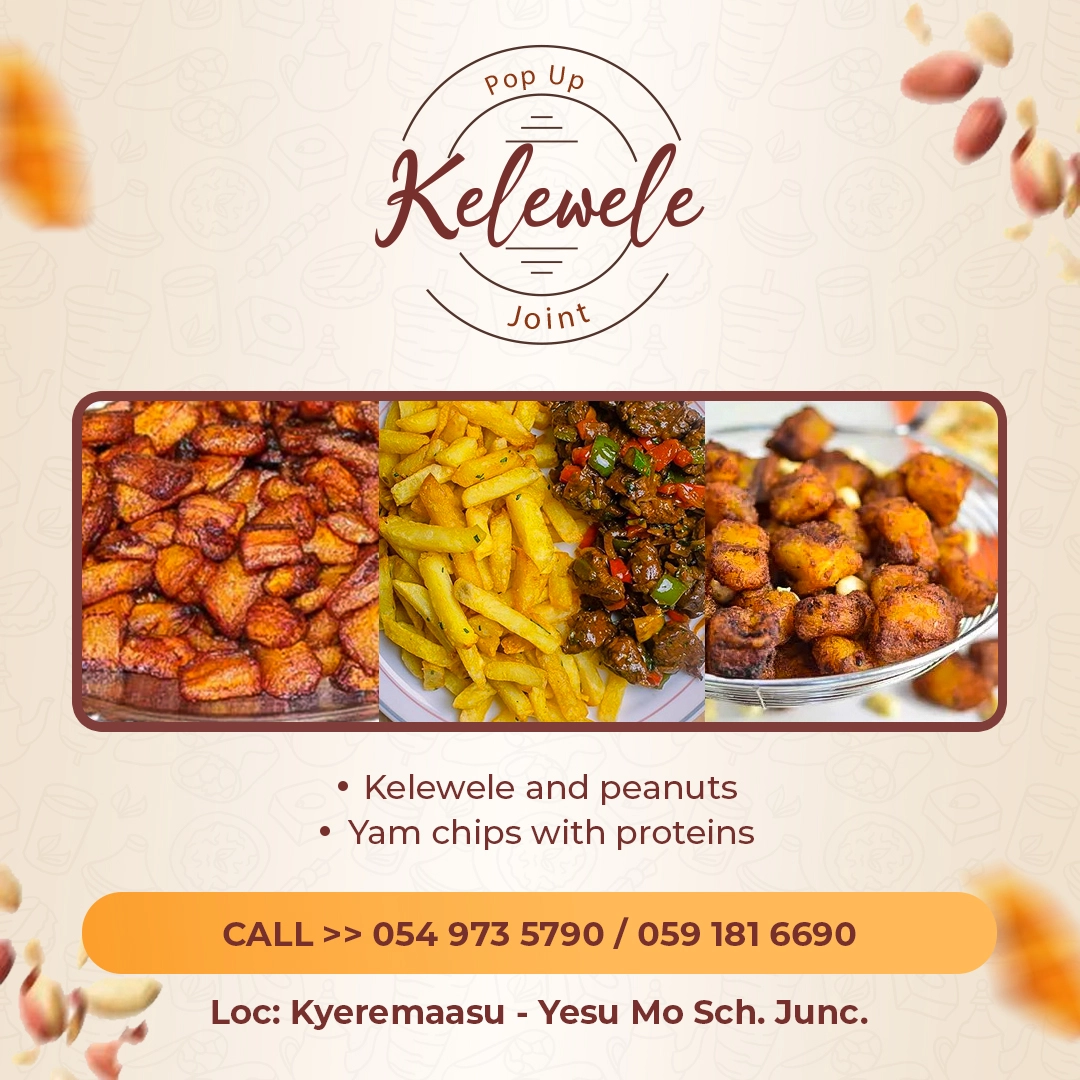 Pop Up
Kelewele
Joint
• Kelewele and peanuts
• Yam chips with proteins
CALL >> 054 973 5790 / 059 181 6690
Loc: Kyeremaasu - Yesu Mo Sch. Junc.